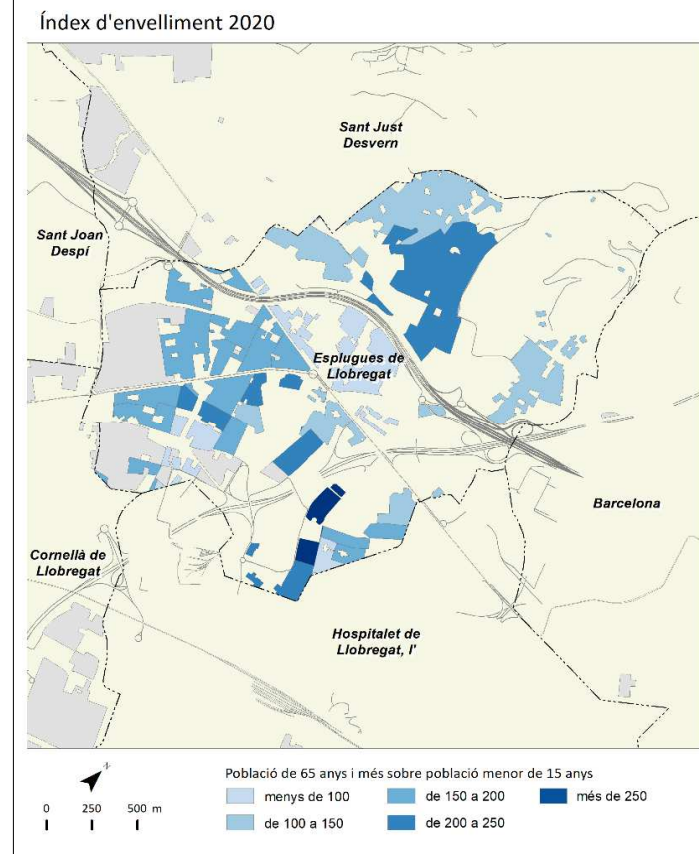 Índex d'envelliment 2020
Sant Just
Desvern
Sant Joan
Despí
Esplugues de
Llobregat
Barcelona
Cornellà de
Llobregat
Hospitalet de
Llobregat, l'
N
0 250 500 m
Població de 65 anys i més sobre població menor de 15 anys
menys de 100
de 150 a 200
més de 250
de 100 a 150
de 200 a 250